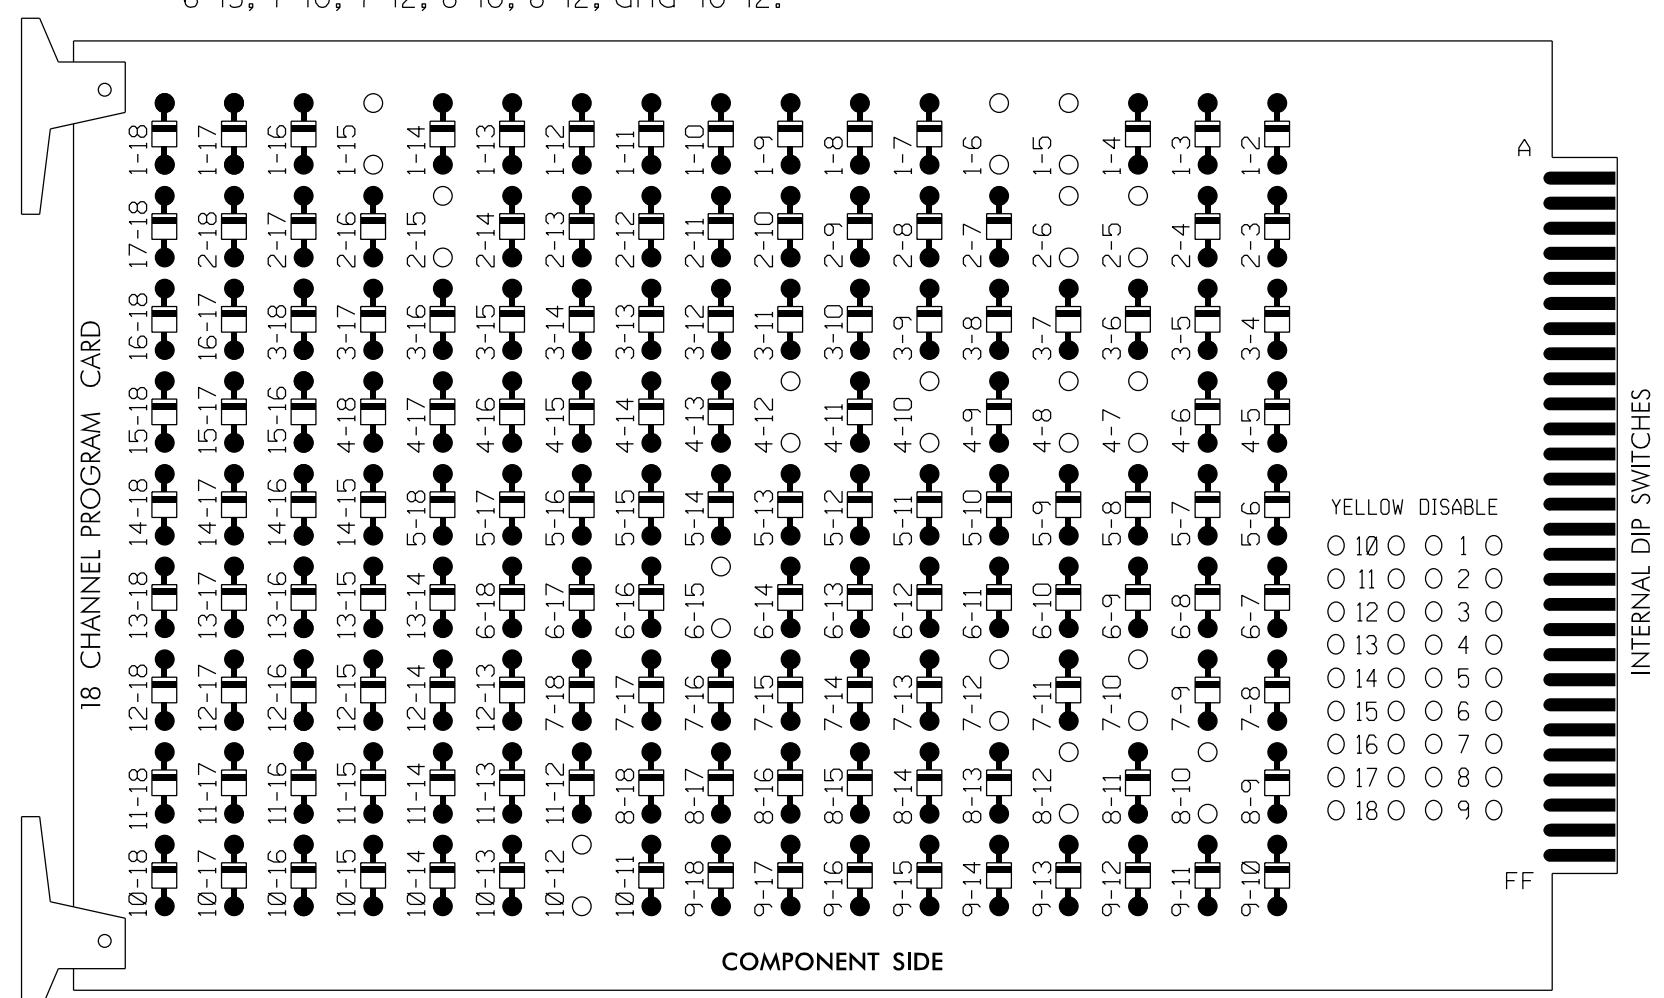 1-18 1-17 1-16 1-15 1-14 1-13 1-12 1-11 1-10 1-9 1-8 1-7 1-6 1-5 1-4 1-3 1-2
A
17-18 2-18 2-17 2-16 2-15 2-14 2-13 2-12 2-11 2-10 2-9 2-8 2-7 2-6 2-5 2-4 2-3
16-18 16-17 3-18 3-17 3-16 3-15 3-14 3-13 3-12 3-11 3-10 3-9 3-8 3-7 3-6 3-5 3-4
15-18 15-17 15-16 4-18 4-17 4-16 4-15 4-14 4-13 4-12 4-11 4-10 4-9 4-8 4-7 4-6 4-5
14-18 14-17 14-16 14-15 5-18 5-17 5-16 5-15 5-14 5-13 5-12 5-11 5-10 5-9 5-8 5-7 5-6
13-18 13-17 13-16 13-15 13-14 6-18 6-17 6-16 6-15 6-14 6-13 6-12 6-11 6-10 6-9 6-8 6-7
12-18 12-17 12-16 12-15 12-14 12-13 7-18 7-17 7-16 7-15 7-14 7-13 7-12 7-11 7-10 7-9 7-8
11-18 11-17 11-16 11-15 11-14 11-13 11-12 8-18 8-17 8-16 8-15 8-14 8-13 8-12 8-11 8-10 8-9
10-18 10-17 10-16 10-15 10-14 10-13 10-12 10-11 9-18 9-17 9-16 9-15 9-14 9-13 9-12 9-11 9-10
18 CHANNEL PROGRAM CARD
YELLOW DISABLE
10 1
11 2
12 3
13 4
14 5
15 6
16 7
17 8
18 9
INTERNAL DIP SWITCHES
FF
COMPONENT SIDE